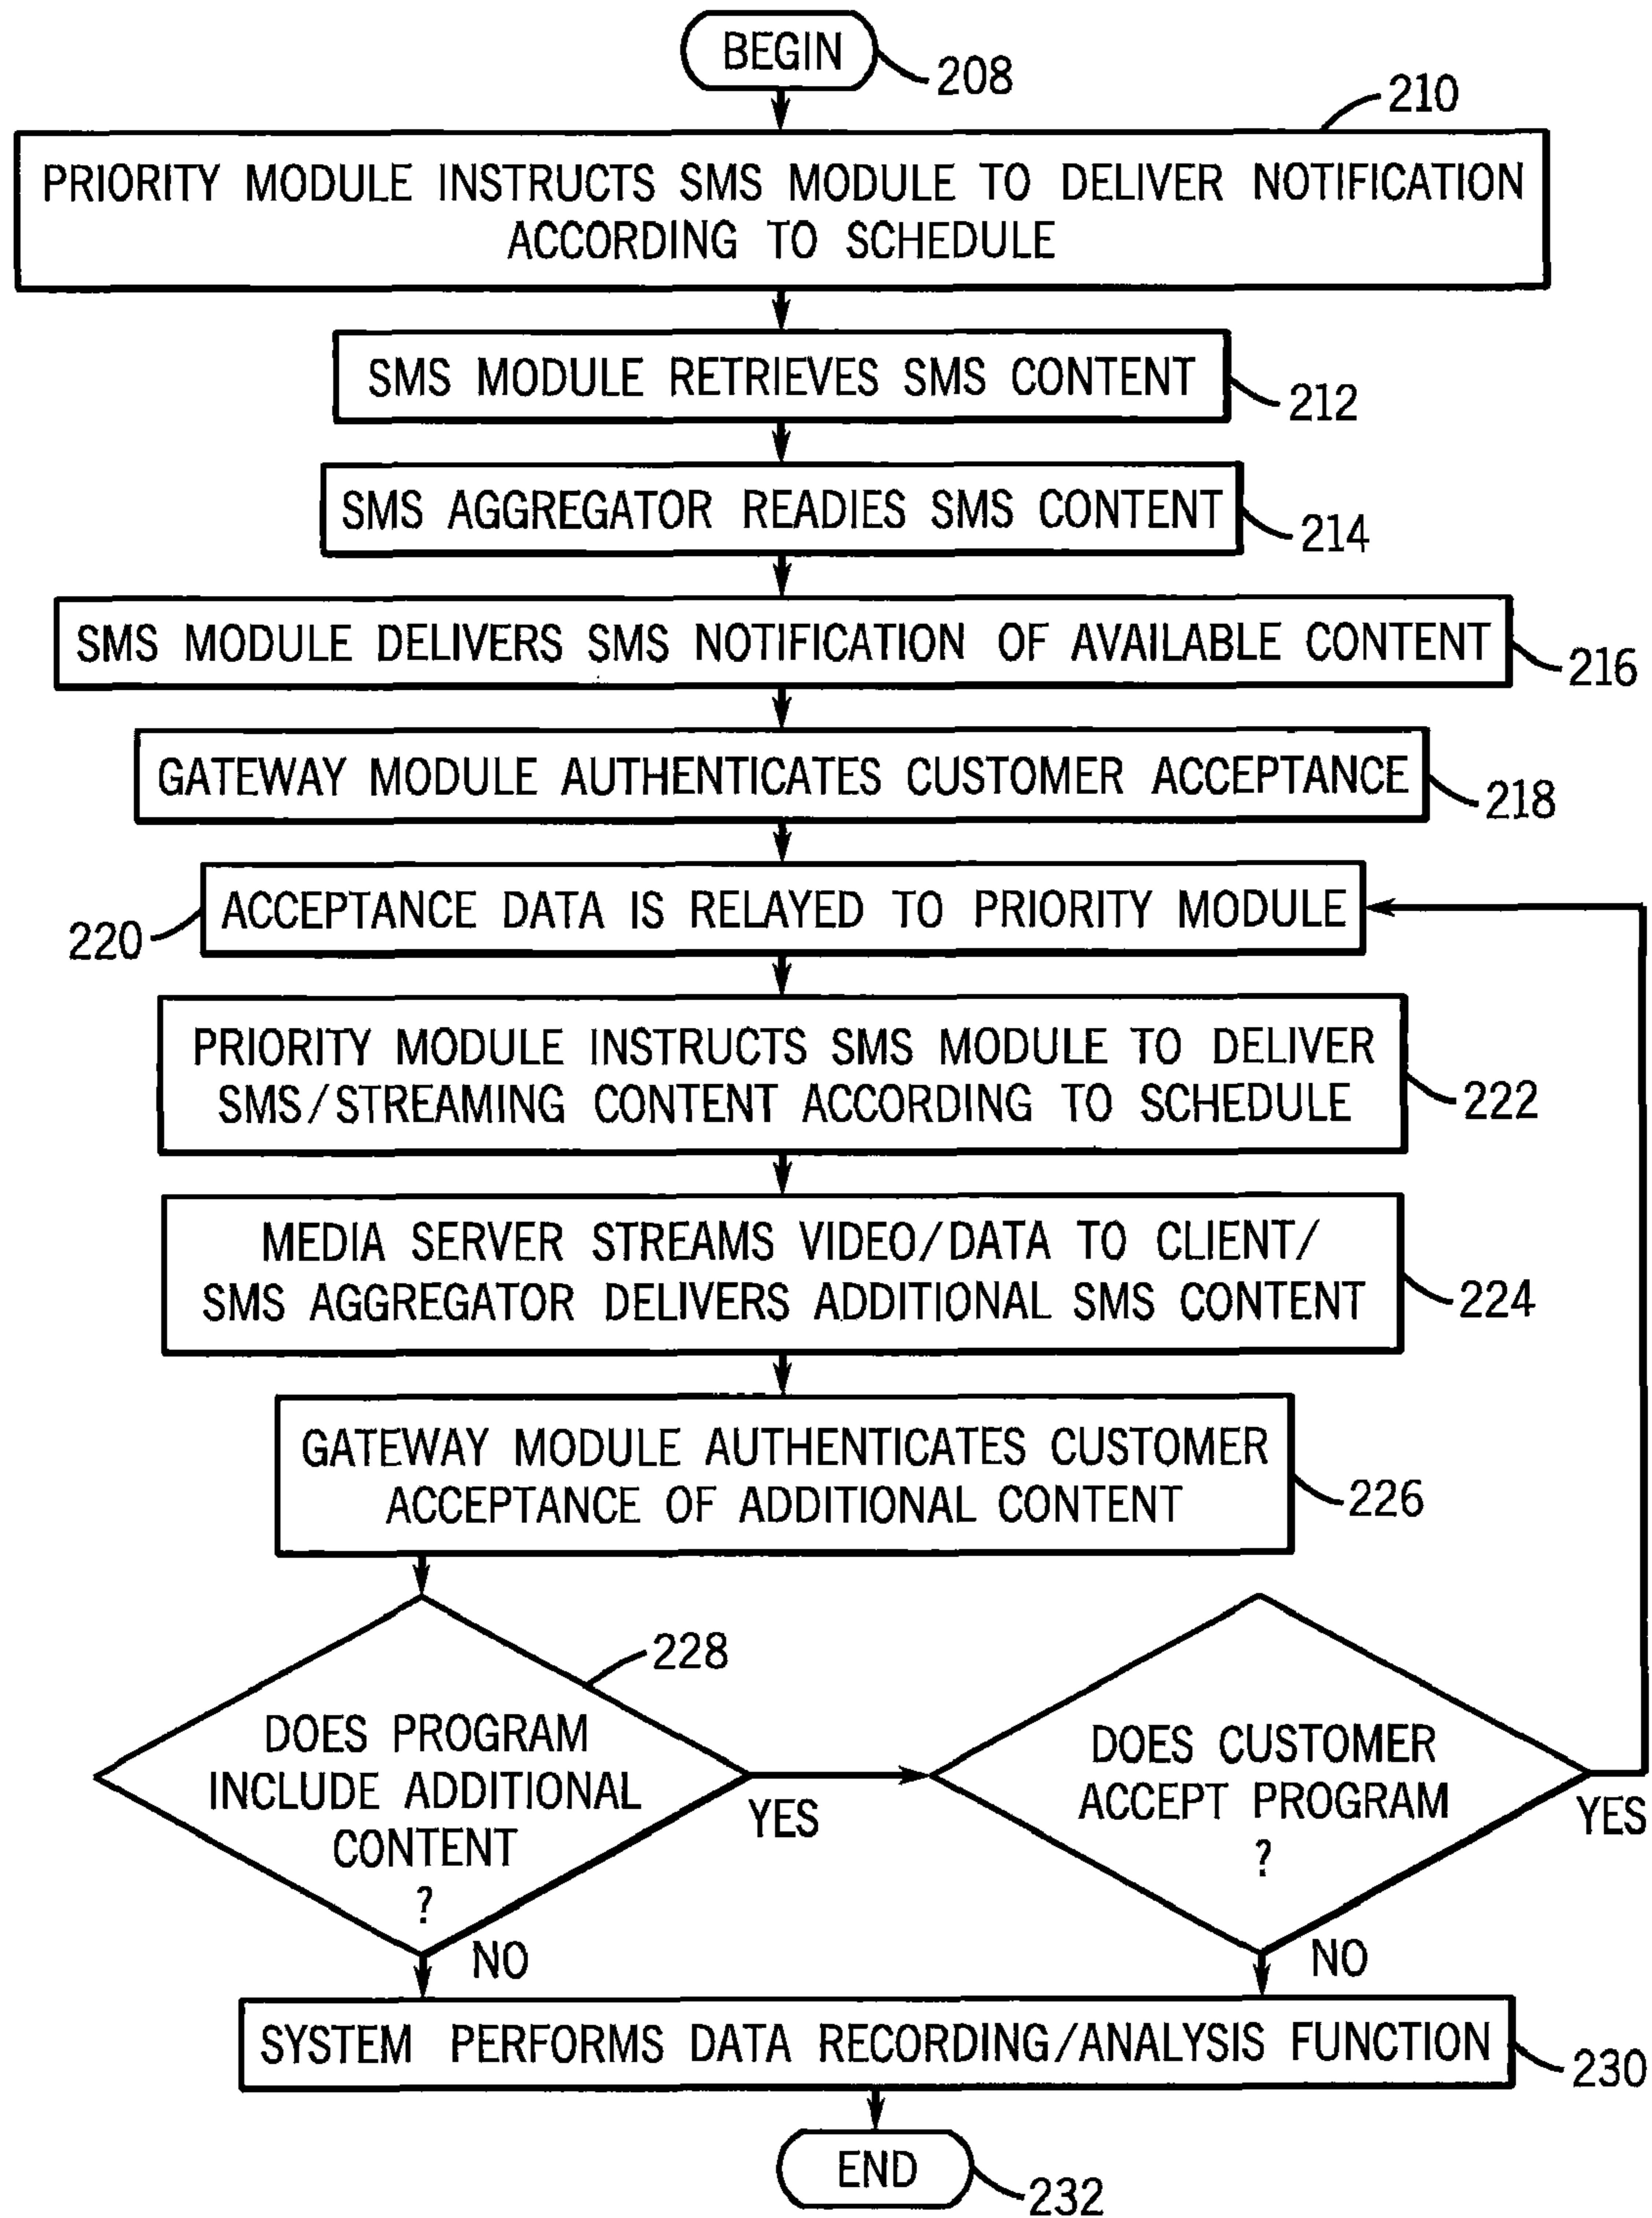 BEGIN
208
210
PRIORITY MODULE INSTRUCTS SMS MODULE TO DELIVER NOTIFICATION
ACCORDING TO SCHEDULE
SMS MODULE RETRIEVES SMS CONTENT
212
SMS AGGREGATOR READIES SMS CONTENT
214
SMS MODULE DELIVERS SMS NOTIFICATION OF AVAILABLE CONTENT
216
GATEWAY MODULE AUTHENTICATES CUSTOMER ACCEPTANCE
218
ACCEPTANCE DATA IS RELAYED TO PRIORITY MODULE
220
PRIORITY MODULE INSTRUCTS SMS MODULE TO DELIVER
SMS/STREAMING CONTENT ACCORDING TO SCHEDULE
222
MEDIA SERVER STREAMS VIDEO/DATA TO CLIENT/
SMS AGGREGATOR DELIVERS ADDITIONAL SMS CONTENT
224
GATEWAY MODULE AUTHENTICATES CUSTOMER
ACCEPTANCE OF ADDITIONAL CONTENT
226
228
DOES PROGRAM
INCLUDE ADDITIONAL
CONTENT
?
YES
NO
DOES CUSTOMER
ACCEPT PROGRAM
?
YES
NO
SYSTEM PERFORMS DATA RECORDING/ANALYSIS FUNCTION
230
END
232